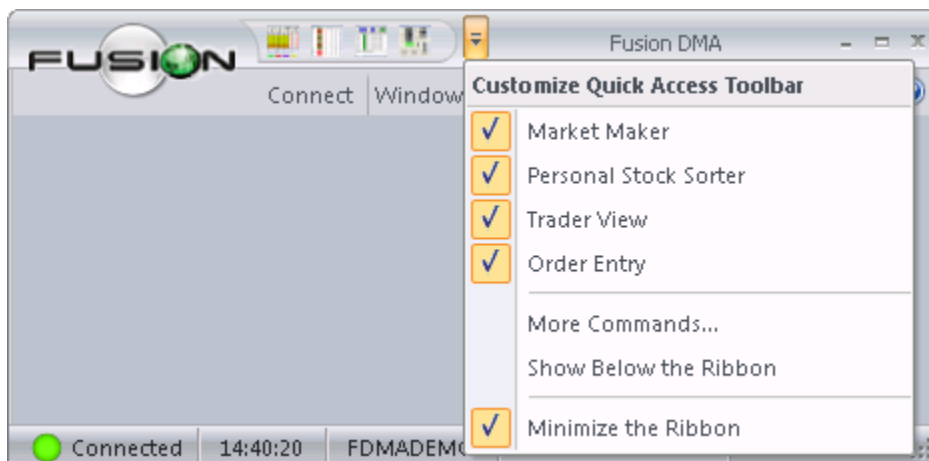 FUSION
Fusion DMA
Connect
Window
Customize Quick Access Toolbar
Market Maker
Personal Stock Sorter
Trader View
Order Entry
More Commands...
Show Below the Ribbon
Minimize the Ribbon
Connected 14:40:20